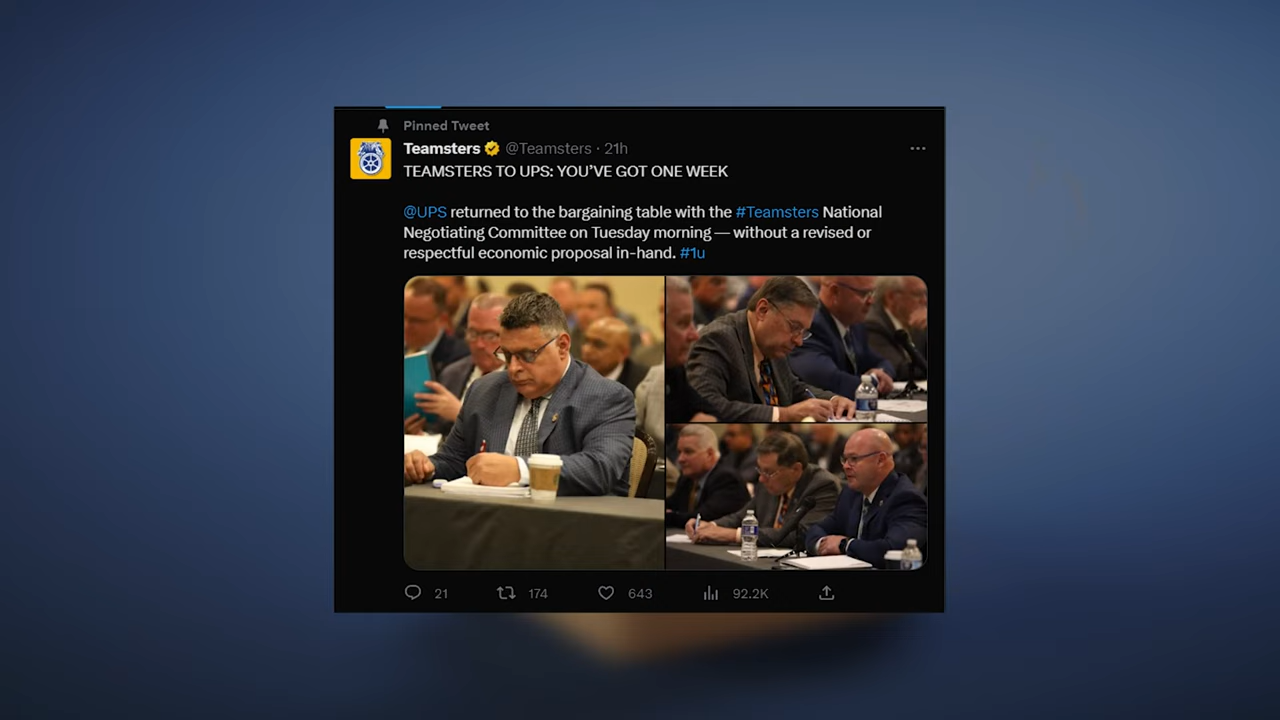 Pinned Tweet
Teamsters @Teamsters · 21h
TEAMSTERS TO UPS: YOU’VE GOT ONE WEEK
@UPS returned to the bargaining table with the #Teamsters National
Negotiating Committee on Tuesday morning — without a revised or
respectful economic proposal in-hand. #1u
21 174 643 92.2K